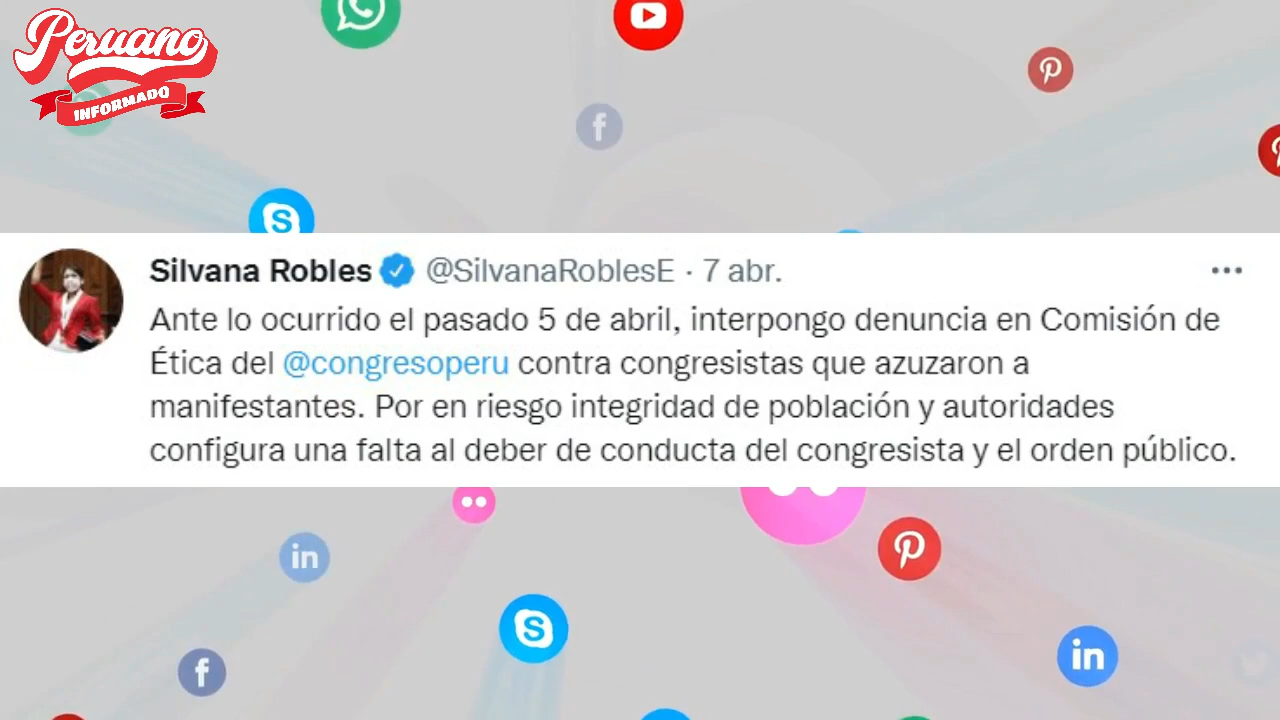 Peruano
INFORMADO
Silvana Robles @SilvanaRoblesE · 7 abr.
Ante lo ocurrido el pasado 5 de abril, interpongo denuncia en Comisión de
Ética del @congresoperu contra congresistas que azuzaron a
manifestantes. Por en riesgo integridad de población y autoridades
configura una falta al deber de conducta del congresista y el orden público.